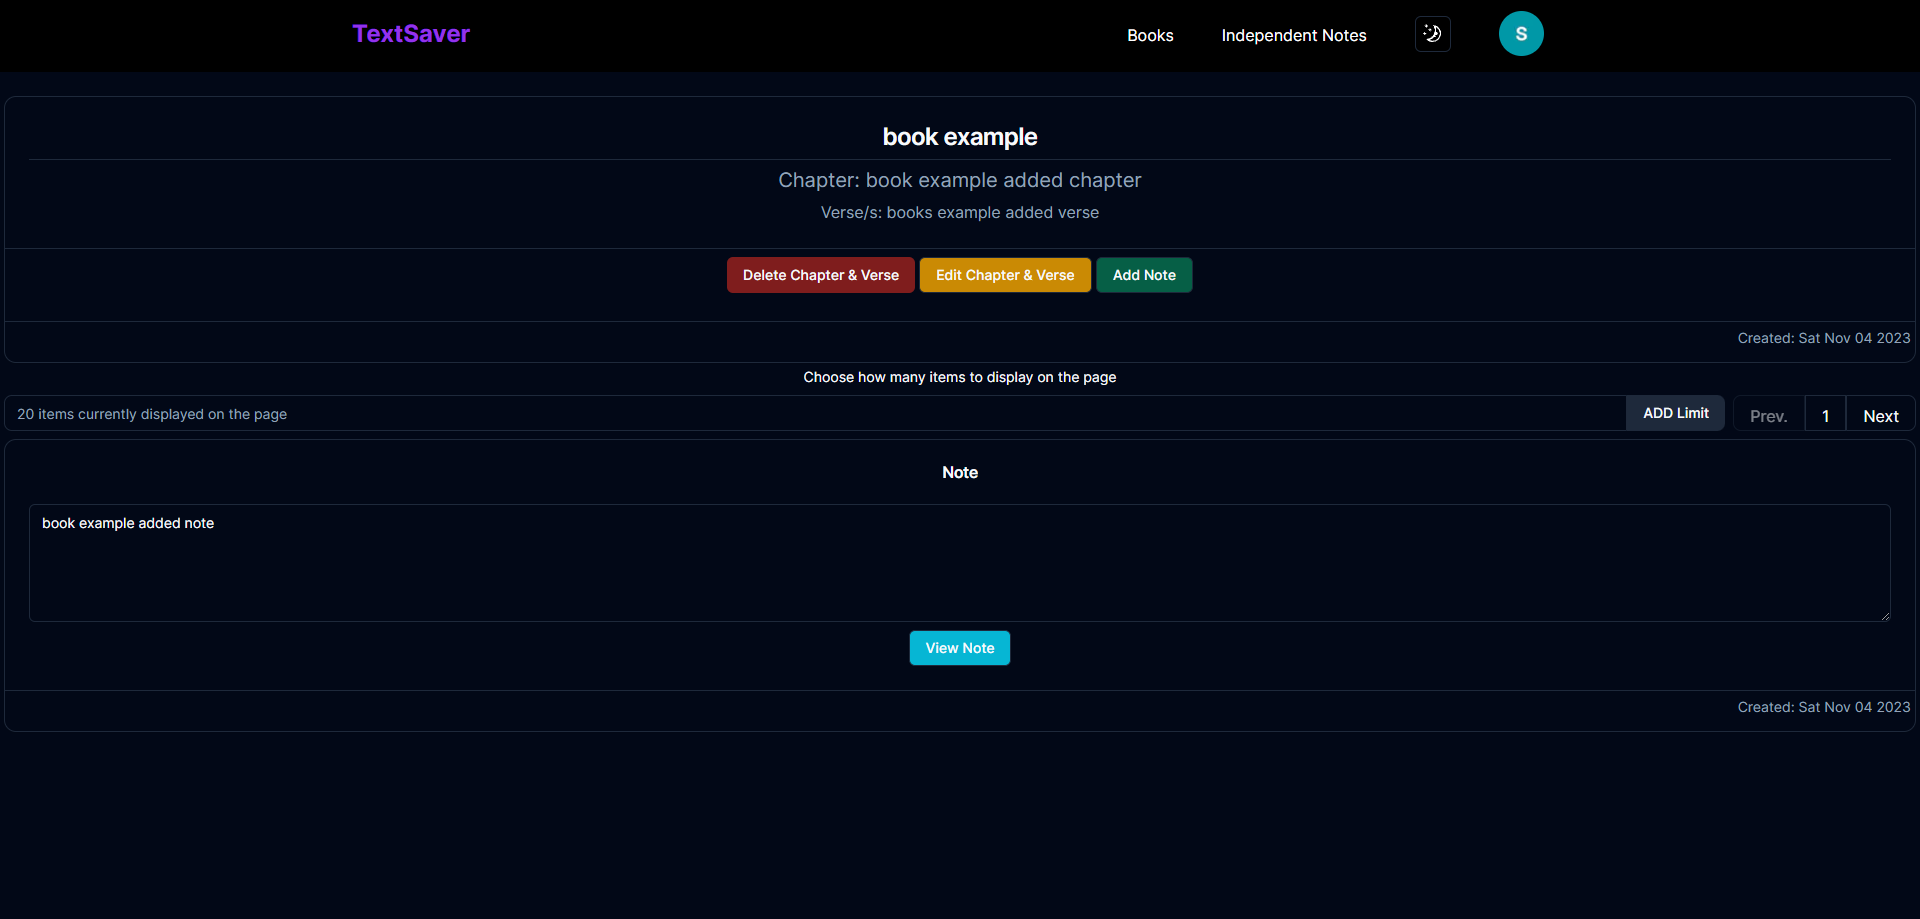 TextSaver
Books
Independent Notes
S
book example
Chapter: book example added chapter
Verse/s: books example added verse
Delete Chapter & Verse
Edit Chapter & Verse
Add Note
Created: Sat Nov 04 2023
Choose how many items to display on the page
20 items currently displayed on the page
ADD Limit
Prev.
1
Next
Note
book example added note
View Note
Created: Sat Nov 04 2023